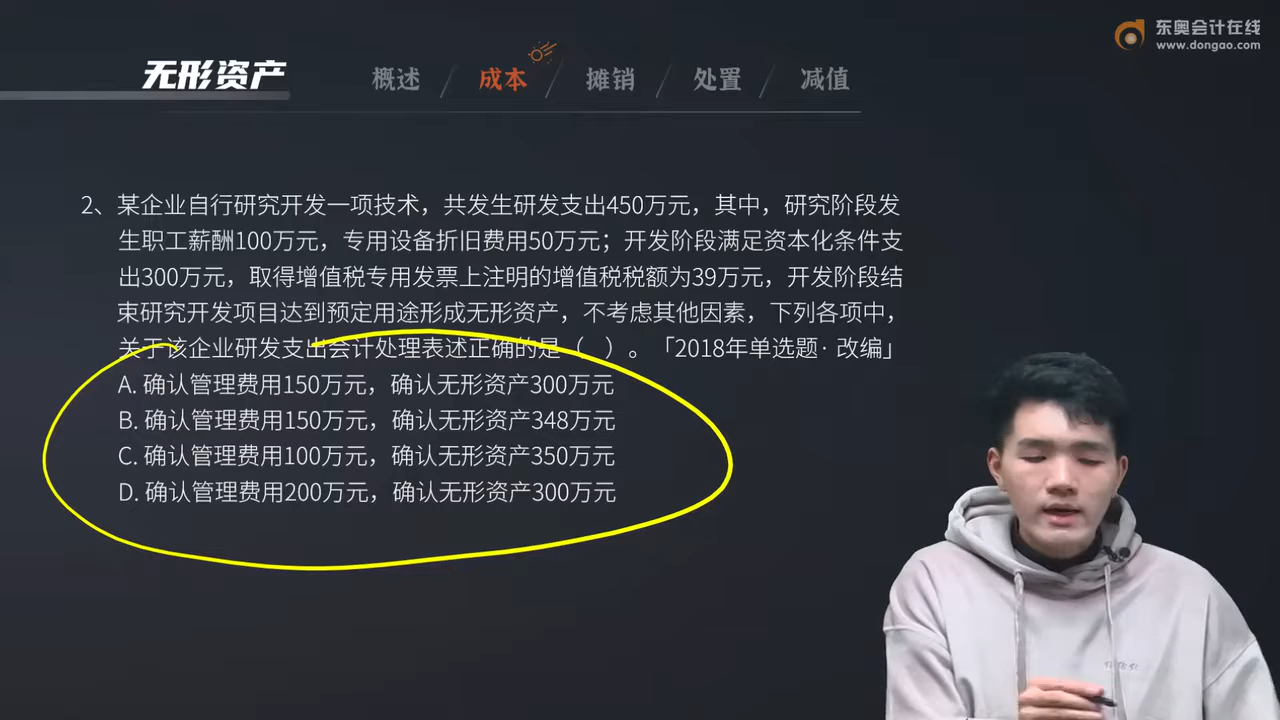 东奥会计在线
www.dongao.com
无形资产
概述 / 成本 / 摊销 / 处置 / 减值
2、某企业自行研究开发一项技术，共发生研发支出450万元，其中，研究阶段发
生职工薪酬100万元，专用设备折旧费用50万元；开发阶段满足资本化条件支
出300万元，取得增值税专用发票上注明的增值税税额为39万元，开发阶段结
束研究开发项目达到预定用途形成无形资产，不考虑其他因素，下列各项中，
关于该企业研发支出会计处理表述正确的是（ ）。「2018年单选题·改编」
A. 确认管理费用150万元，确认无形资产300万元
B. 确认管理费用150万元，确认无形资产348万元
C. 确认管理费用100万元，确认无形资产350万元
D. 确认管理费用200万元，确认无形资产300万元